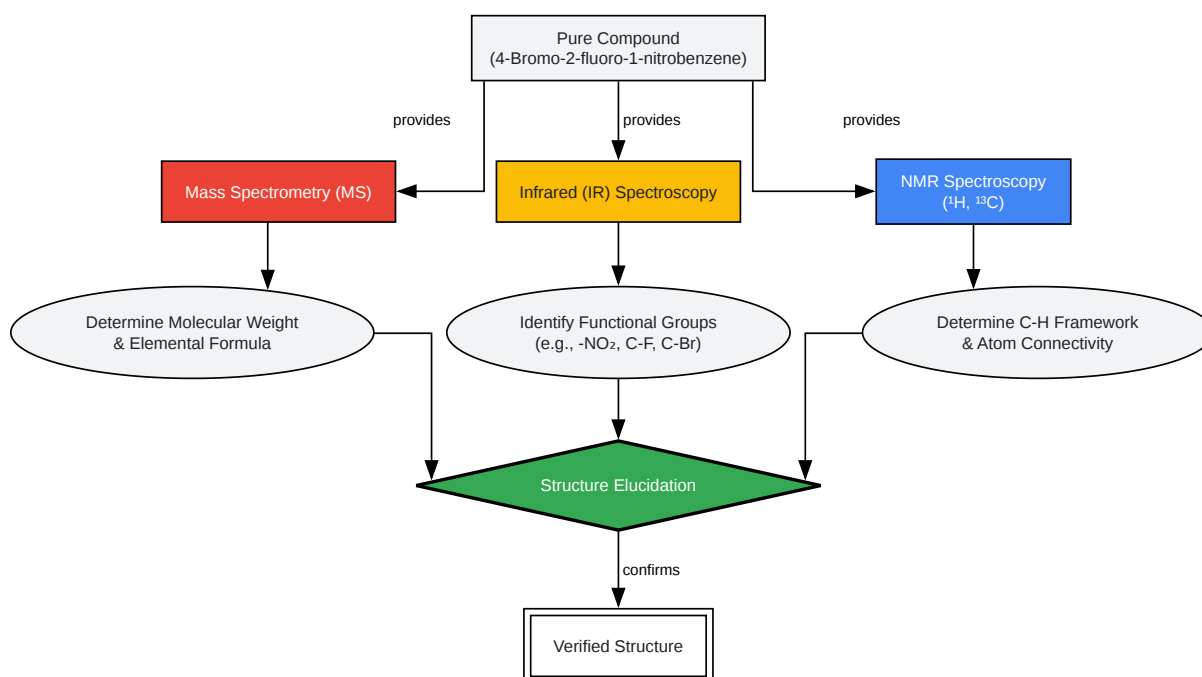 Pure Compound
(4-Bromo-2-fluoro-1-nitrobenzene)
provides
provides
provides
Mass Spectrometry (MS)
Infrared (IR) Spectroscopy
NMR Spectroscopy
(¹H, ¹³C)
Determine Molecular Weight
& Elemental Formula
Identify Functional Groups
(e.g., -NO₂, C-F, C-Br)
Determine C-H Framework
& Atom Connectivity
Structure Elucidation
confirms
Verified Structure